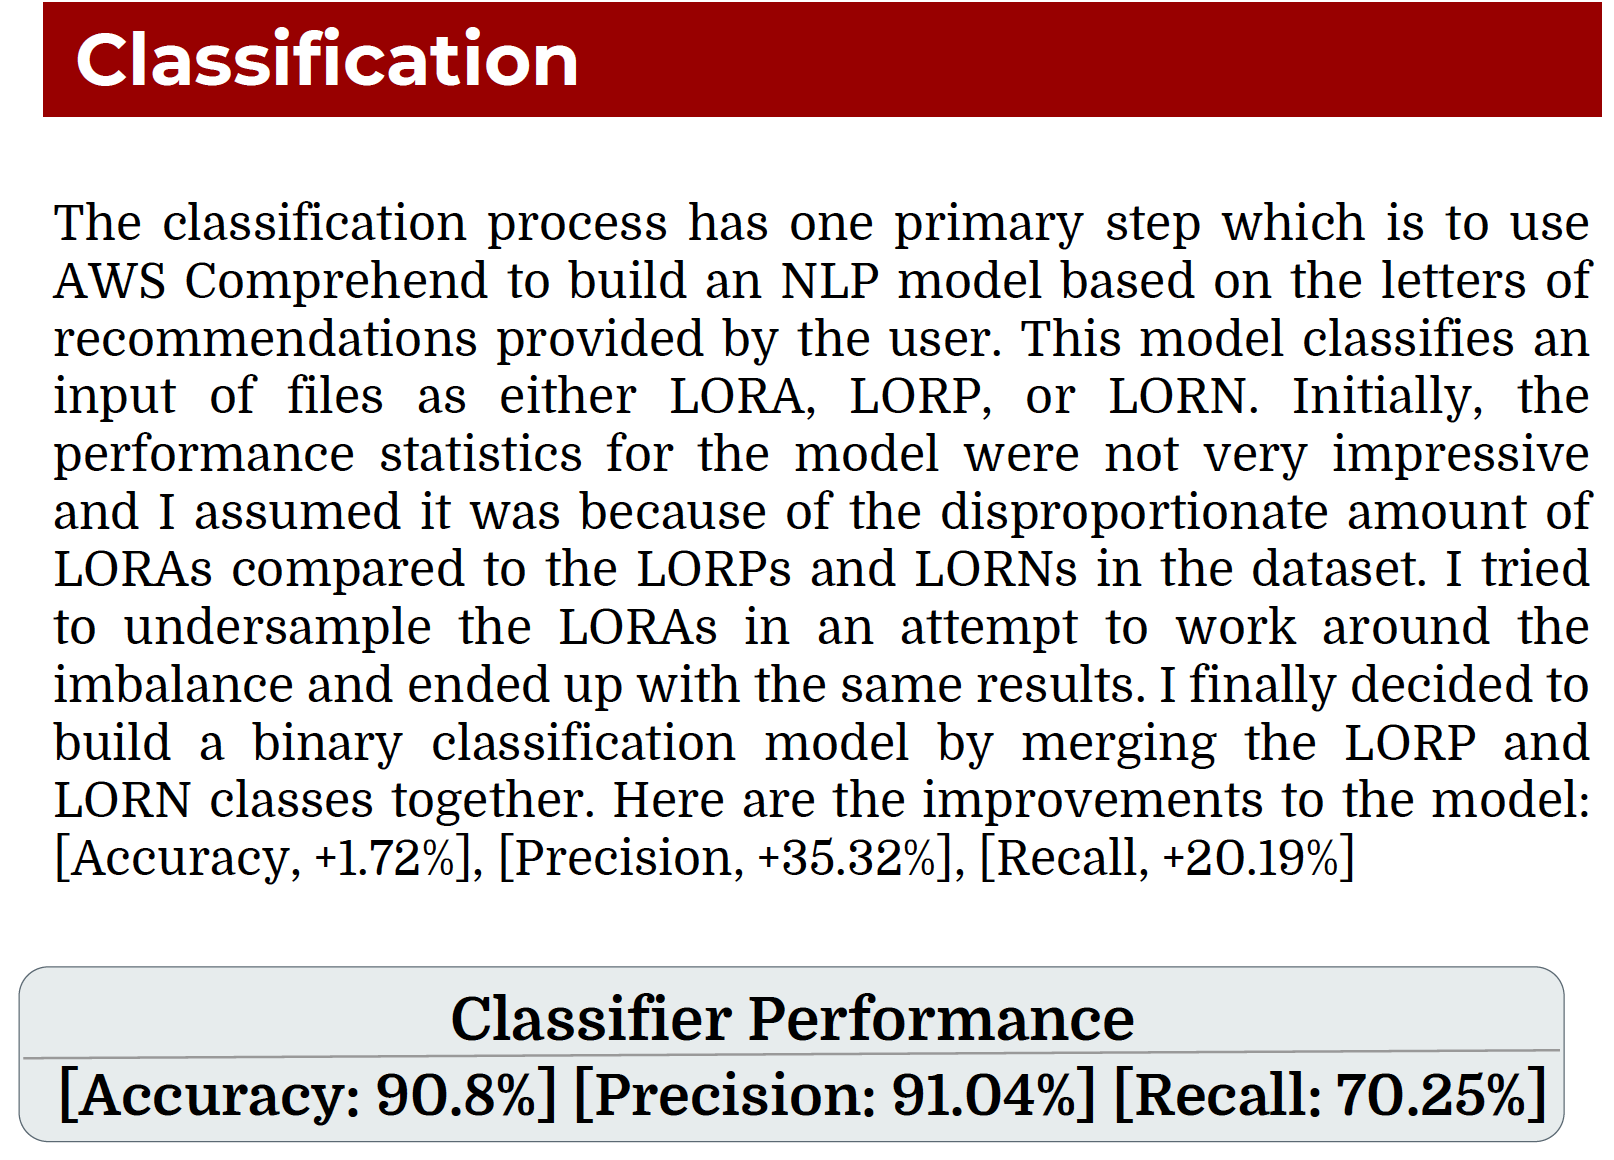 Classification
The classification process has one primary step which is to use
AWS Comprehend to build an NLP model based on the letters of
recommendations provided by the user. This model classifies an
input of files as either LORA, LORP, or LORN. Initially, the
performance statistics for the model were not very impressive
and I assumed it was because of the disproportionate amount of
LORAs compared to the LORPs and LORNs in the dataset. I tried
to undersample the LORAs in an attempt to work around the
imbalance and ended up with the same results. I finally decided to
build a binary classification model by merging the LORP and
LORN classes together. Here are the improvements to the model:
[Accuracy, +1.72%], [Precision, +35.32%], [Recall, +20.19%]
Classifier Performance
[Accuracy: 90.8%] [Precision: 91.04%] [Recall: 70.25%]